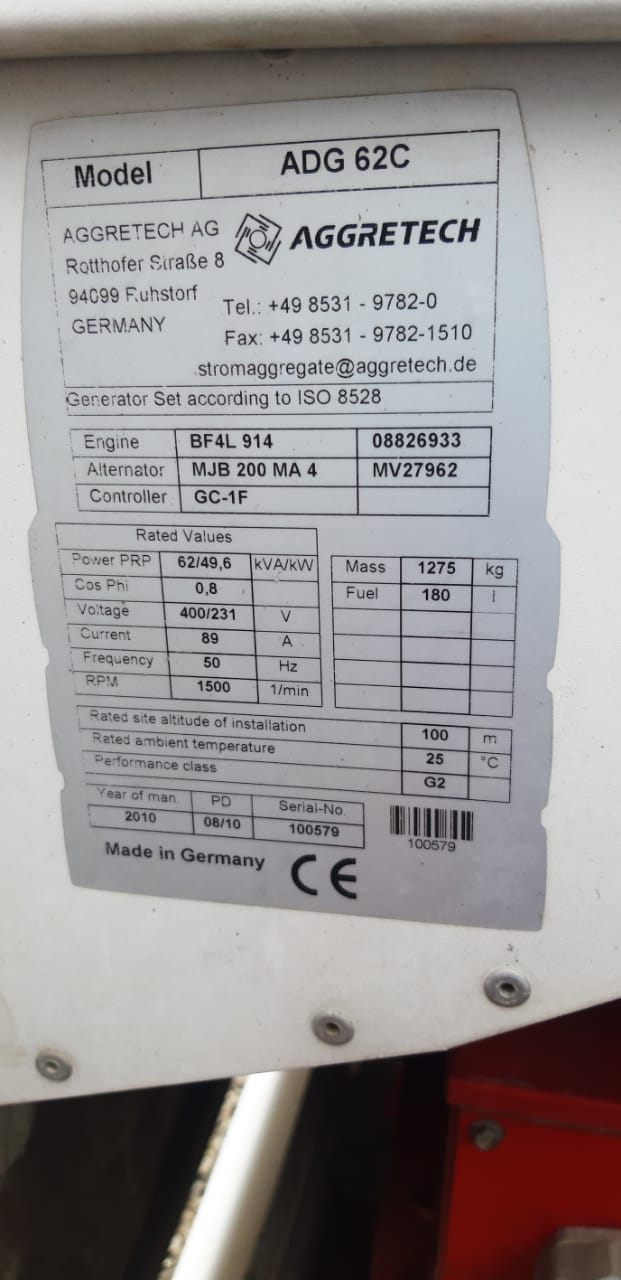 Model ADG 62C
AGGRETECH AG
AGGRETECH
Rotthofer Straße 8
94099 Ruhstorf
GERMANY
Tel.: +49 8531 - 9782-0
Fax: +49 8531 - 9782-1510
stromaggregate@aggretech.de
Generator Set according to ISO 8528
Engine BF4L 914 08826933
Alternator MJB 200 MA 4 MV27962
Controller GC-1F
Rated Values
Power PRP 62/49,6 kVA/kW
Cos Phi 0,8
Voltage 400/231 V
Current 89 A
Frequency 50 Hz
RPM 1500 1/min
Mass 1275 kg
Fuel 180 l
Rated site altitude of installation 100 m
Rated ambient temperature 25 °C
Performance class G2
Year of man. PD Serial-No.
2010 08/10 100579
100579
Made in Germany CE